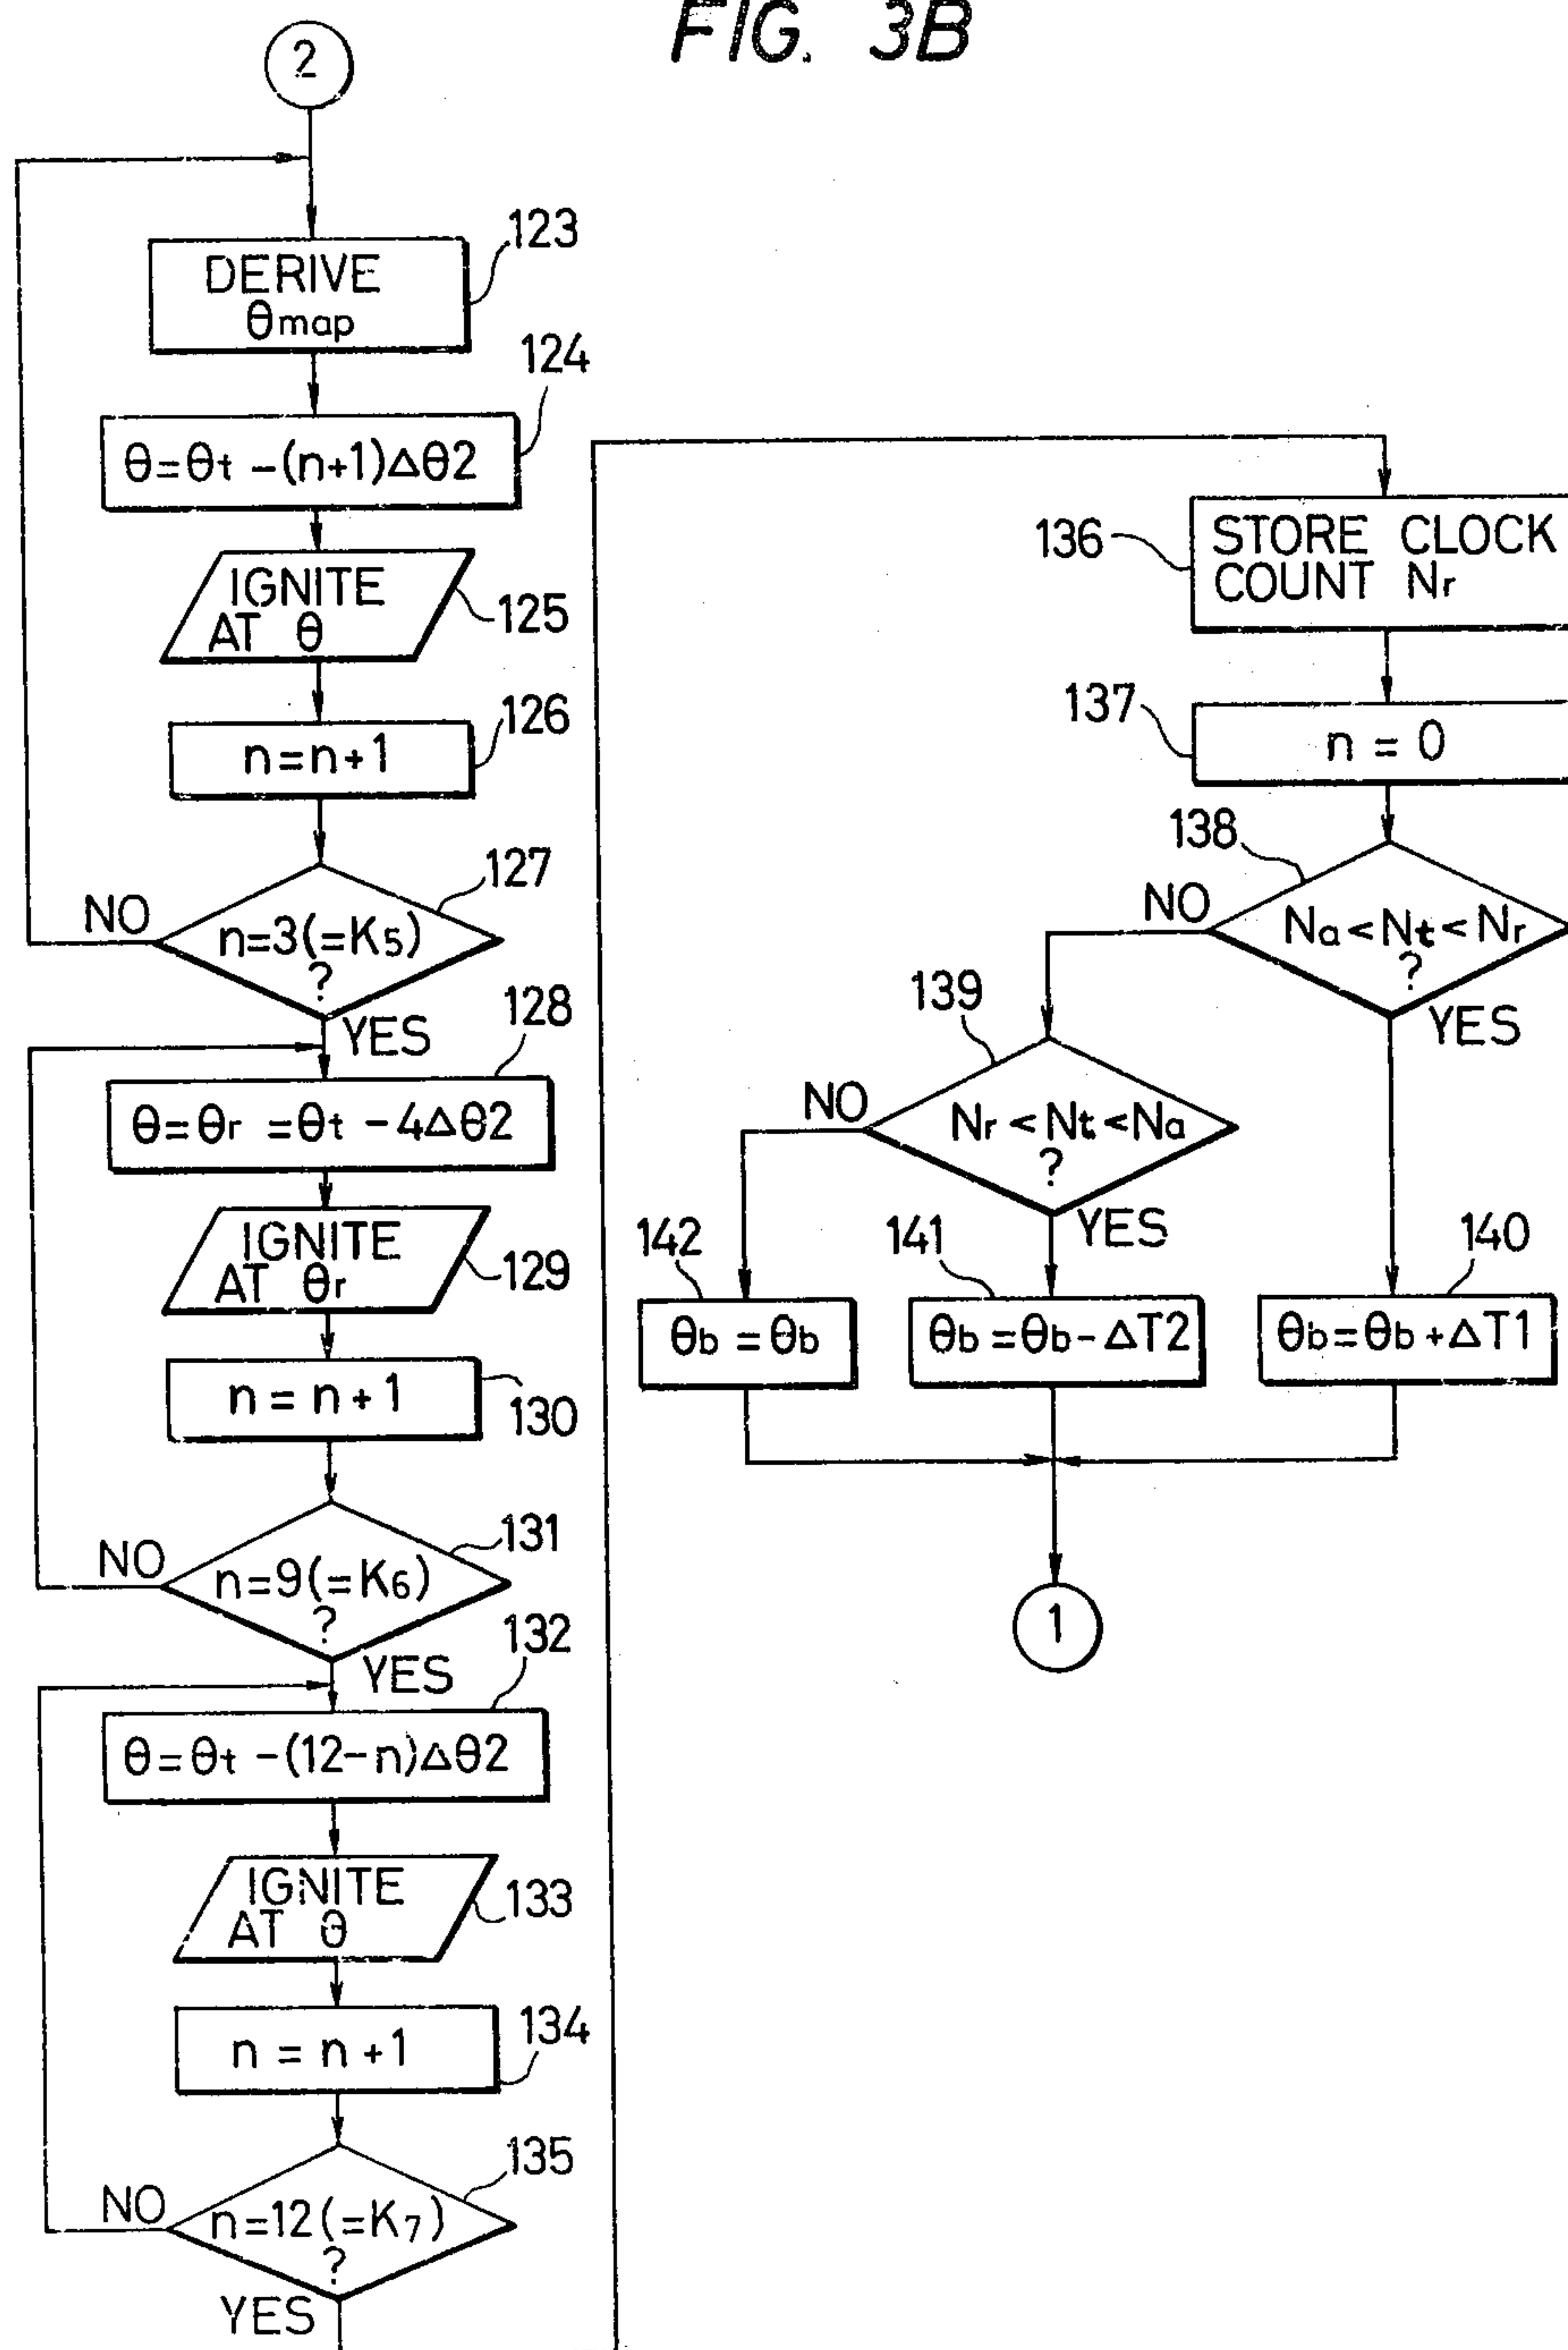 FIG. 3B
2
123
DERIVE
θmap
124
θ=θt -(n+1)Δθ2
IGNITE
AT θ
125
126
n=n+1
127
NO
n=3(=K5)
?
YES
128
θ=θr =θt -4Δθ2
IGNITE
AT θr
129
n = n+1
130
131
NO
n=9(=K6)
?
YES
132
θ=θt -(12-n)Δθ2
IGNITE
AT θ
133
134
n = n+1
135
NO
n=12(=K7)
?
YES
136
STORE CLOCK
COUNT Nr
137
n = 0
138
NO
Na<Nt<Nr
?
YES
139
NO
Nr<Nt<Na
?
YES
142
θb = θb
141
θb=θb-ΔT2
140
θb=θb+ΔT1
1